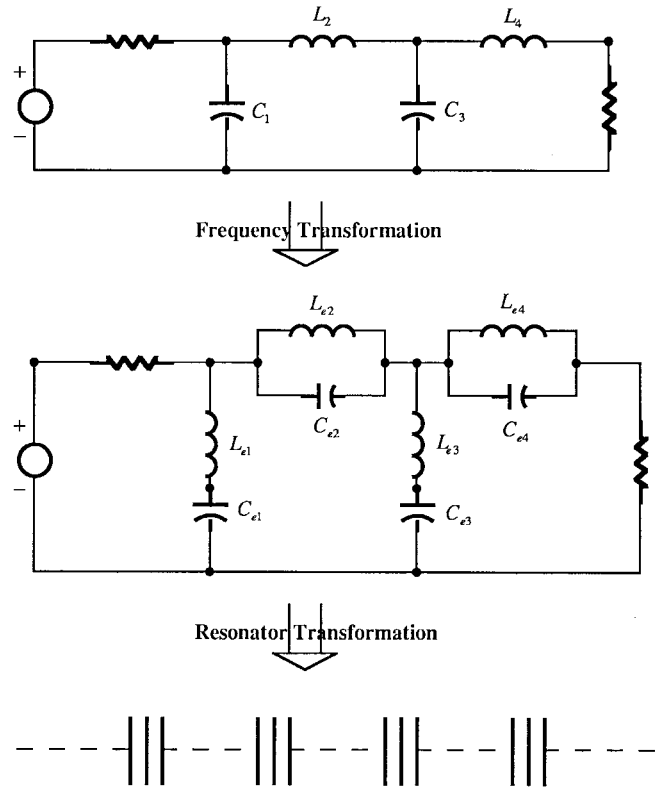 L₂ L₄
+
C₁ C₃
−
Frequency Transformation
Lₑ₂ Lₑ₄
Cₑ₂ Cₑ₄
+
Lₑ₁ Lₑ₃
−
Cₑ₁ Cₑ₃
Resonator Transformation